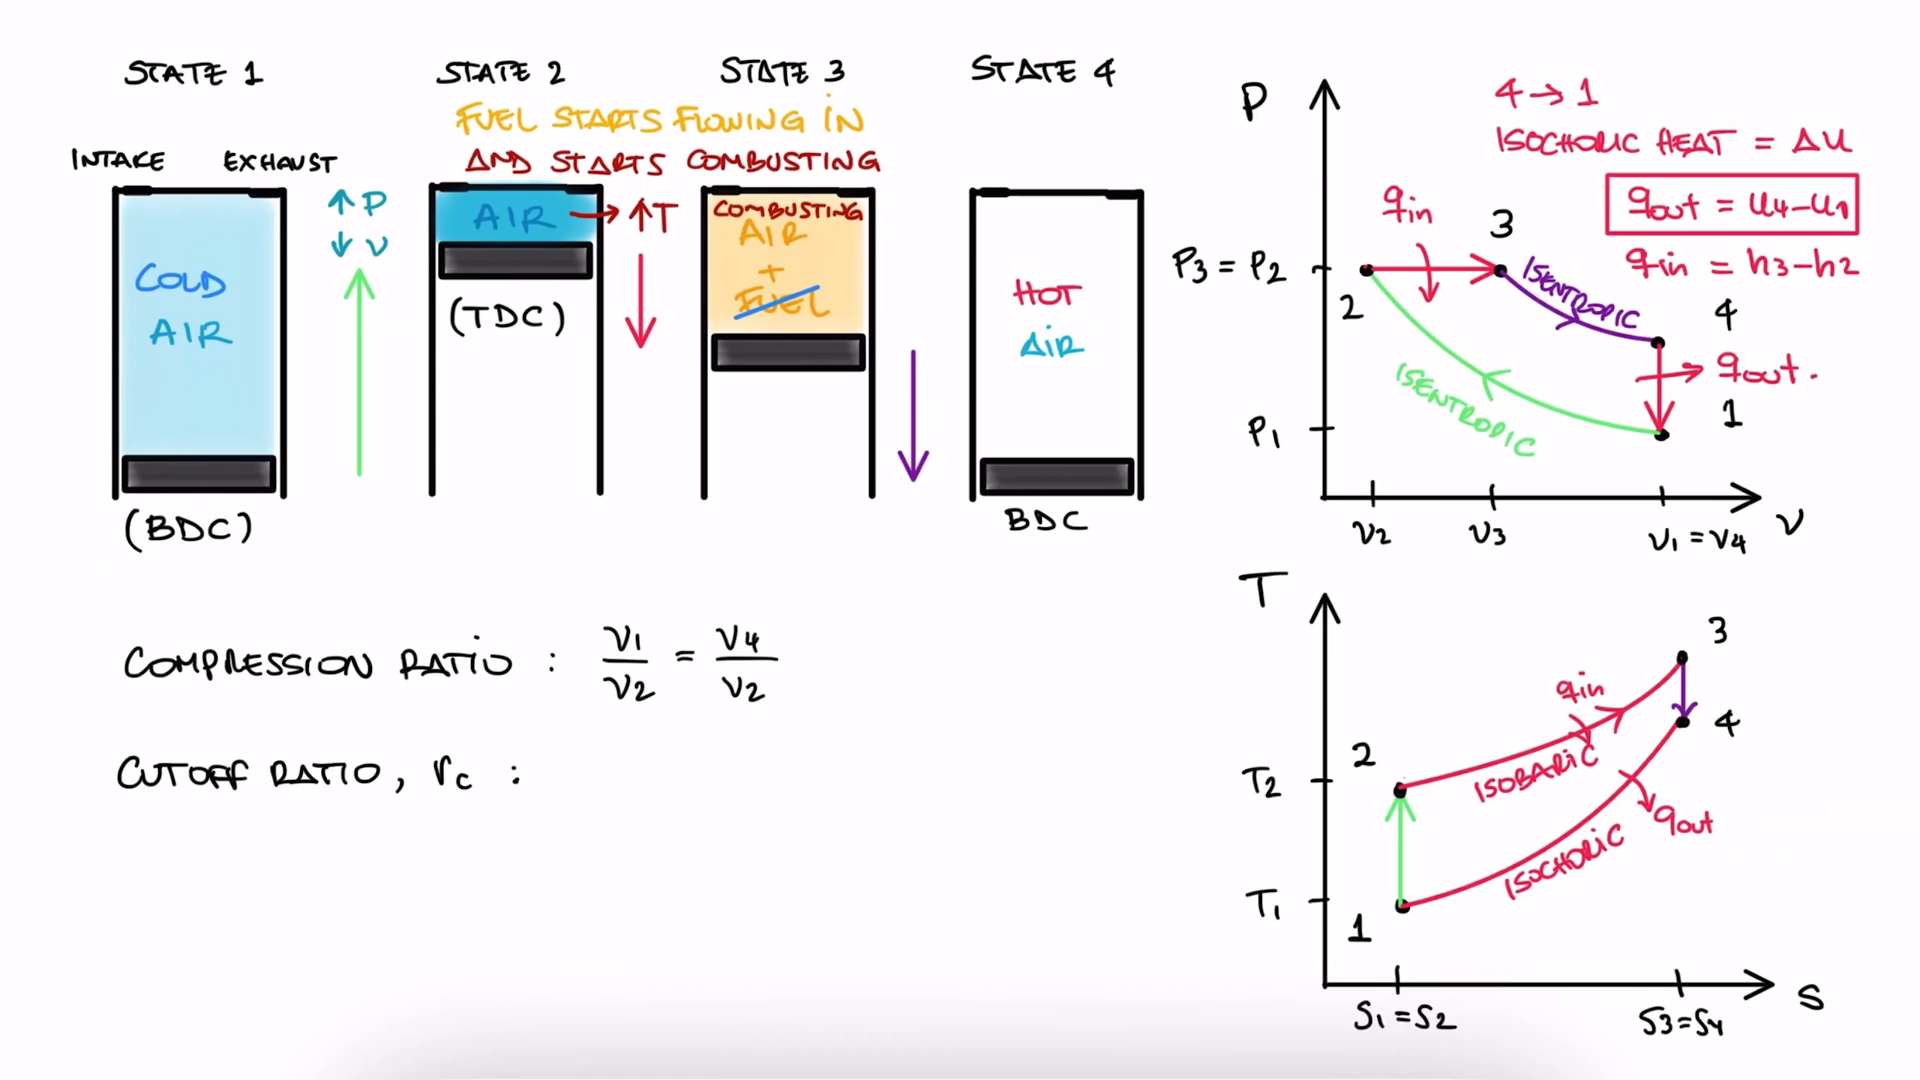 STATE 1
STATE 2
STATE 3
STATE 4
FUEL STARTS FLOWING IN
AND STARTS COMBUSTING
INTAKE
EXHAUST
COLD
AIR
(BDC)
↑ P
↓ v
AIR → ↑T
(TDC)
COMBUSTING
AIR
+
FUEL
HOT
AIR
BDC
COMPRESSION RATIO : v1/v2 = v4/v2
CUTOFF RATIO, rc :
P
4 → 1
ISOCHORIC HEAT = ΔU
qout = u4-u1
qin = h3-h2
qin
3
P3 = P2
2
ISENTROPIC
4
qout.
ISENTROPIC
P1
1
v2
v3
v1 = v4
v
T
3
qin
4
2
ISOBARIC
T2
qout
ISOCHORIC
T1
1
s
S1 = S2
S3=S4